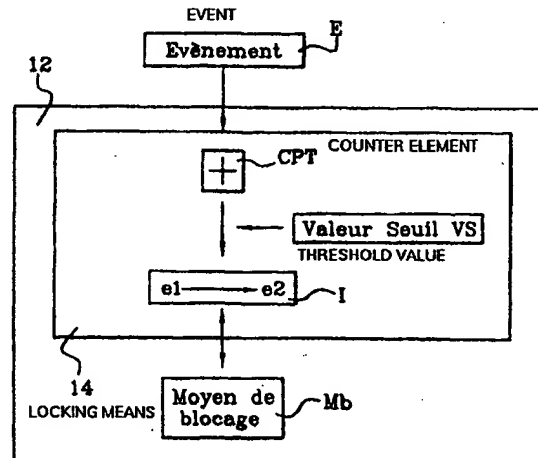 EVENT
E
Evènement
12
COUNTER ELEMENT
CPT
+
Valeur Seuil VS
THRESHOLD VALUE
e1 → e2
I
14
LOCKING MEANS
Moyen de
blocage
Mb